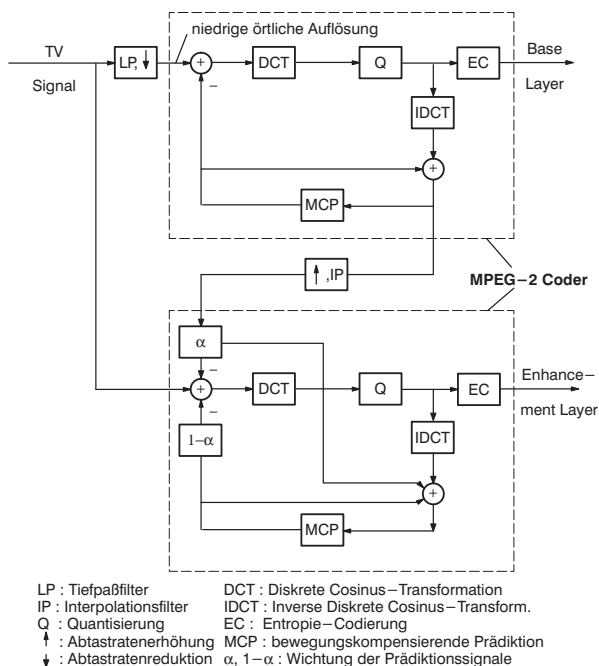 niedrige örtliche Auflösung
TV
Signal
LP, ↓
+
−
DCT
Q
EC
Base
Layer
IDCT
+
MCP
↑ ,IP
MPEG−2 Coder
α
−
+
−
DCT
Q
EC
Enhance−
ment Layer
1−α
IDCT
+
MCP
LP : Tiefpaßfilter
IP : Interpolationsfilter
Q : Quantisierung
↑ : Abtastratenerhöhung
↓ : Abtastratenreduktion
DCT : Diskrete Cosinus−Transformation
IDCT : Inverse Diskrete Cosinus−Transform.
EC : Entropie−Codierung
MCP : bewegungskompensierende Prädiktion
α, 1−α : Wichtung der Prädiktionssignale